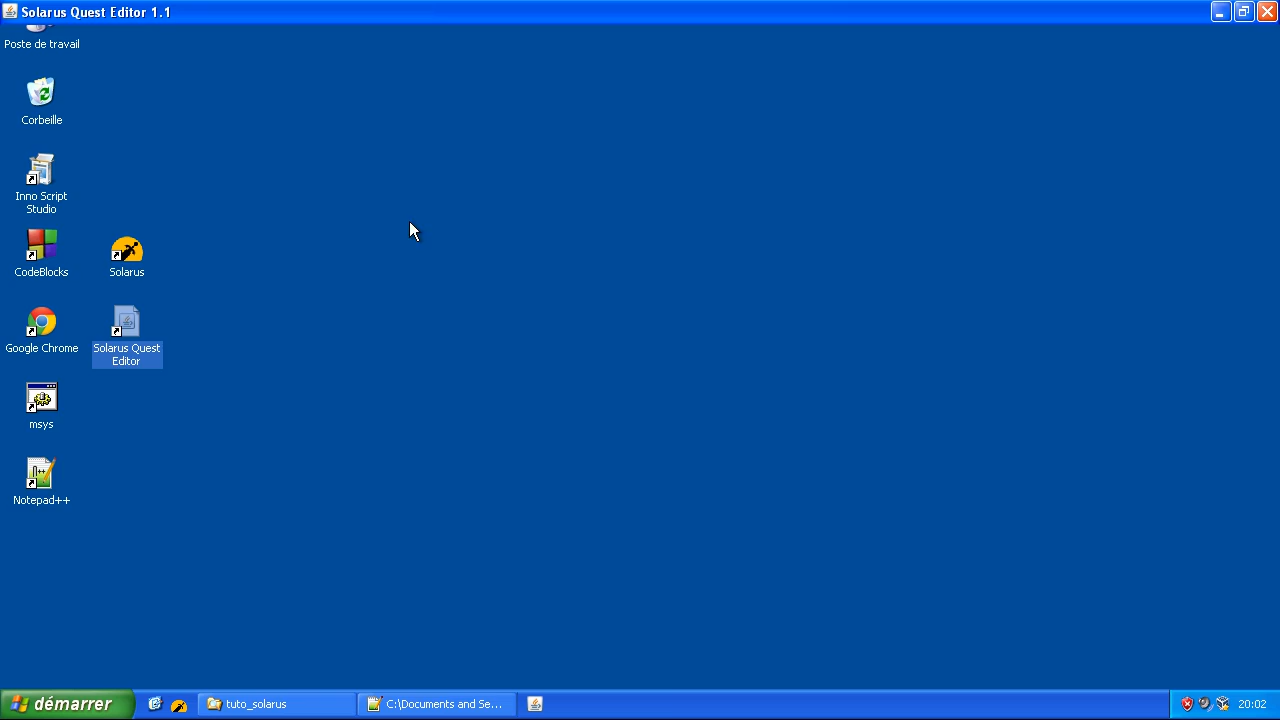 Solarus Quest Editor 1.1
Poste de travail
Corbeille
Inno Script
Studio
CodeBlocks
Solarus
Google Chrome
Solarus Quest
Editor
msys
Notepad++
démarrer
tuto_solarus
C:\Documents and Se...
20:02